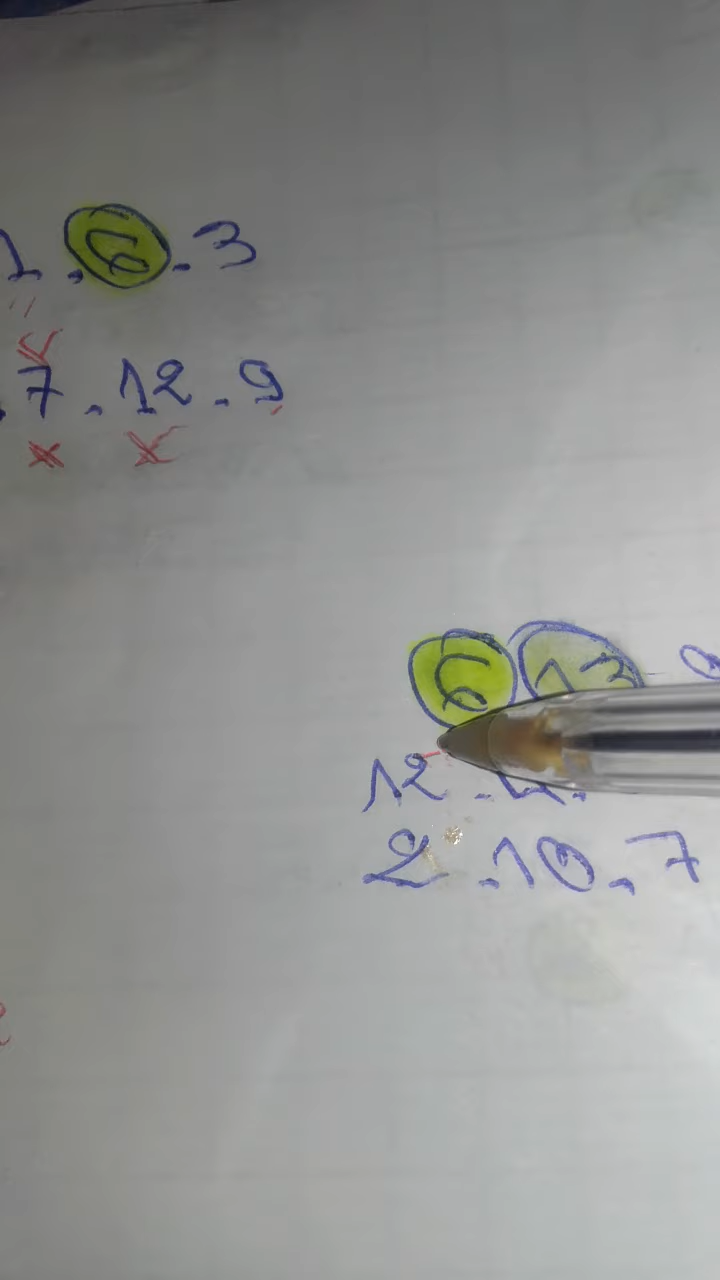 1 . 6 . 3
. 7 . 12 . 9
6 13
12 .
2 . 10 . 7